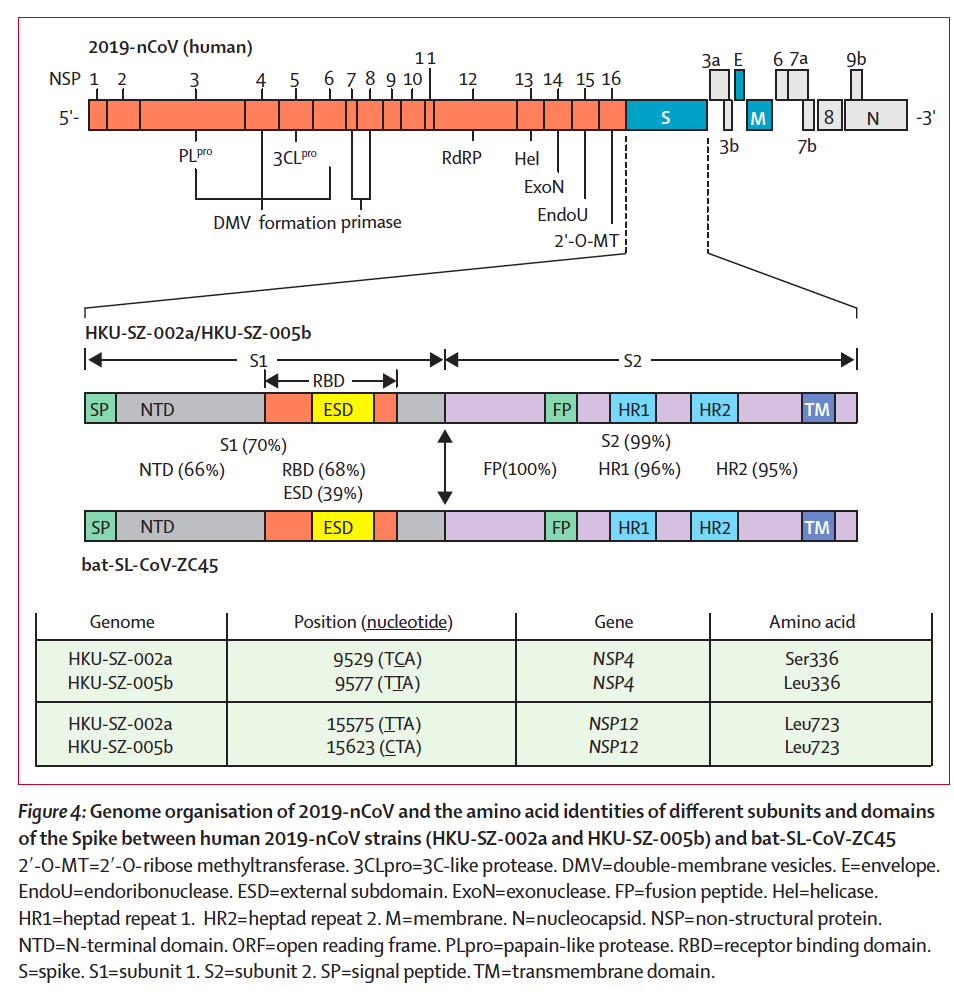 2019-nCoV (human)
NSP 1 2 3 4 5 6 7 8 9 10 11 12 13 14 15 16 3a E 6 7a 9b
5'- S M 8 N -3'
3b 7b
PLpro 3CLpro RdRP Hel
ExoN
DMV formation primase EndoU
2'-O-MT
HKU-SZ-002a/HKU-SZ-005b
S1 S2
RBD
SP NTD ESD FP HR1 HR2 TM
S1 (70%) S2 (99%)
NTD (66%) RBD (68%) FP(100%) HR1 (96%) HR2 (95%)
ESD (39%)
SP NTD ESD FP HR1 HR2 TM
bat-SL-CoV-ZC45
Genome Position (nucleotide) Gene Amino acid
HKU-SZ-002a 9529 (TCA) NSP4 Ser336
HKU-SZ-005b 9577 (TTA) NSP4 Leu336
HKU-SZ-002a 15575 (TTA) NSP12 Leu723
HKU-SZ-005b 15623 (CTA) NSP12 Leu723
Figure 4: Genome organisation of 2019-nCoV and the amino acid identities of different subunits and domains
of the Spike between human 2019-nCoV strains (HKU-SZ-002a and HKU-SZ-005b) and bat-SL-CoV-ZC45
2′-O-MT=2′-O-ribose methyltransferase. 3CLpro=3C-like protease. DMV=double-membrane vesicles. E=envelope.
EndoU=endoribonuclease. ESD=external subdomain. ExoN=exonuclease. FP=fusion peptide. Hel=helicase.
HR1=heptad repeat 1. HR2=heptad repeat 2. M=membrane. N=nucleocapsid. NSP=non-structural protein.
NTD=N-terminal domain. ORF=open reading frame. PLpro=papain-like protease. RBD=receptor binding domain.
S=spike. S1=subunit 1. S2=subunit 2. SP=signal peptide. TM=transmembrane domain.